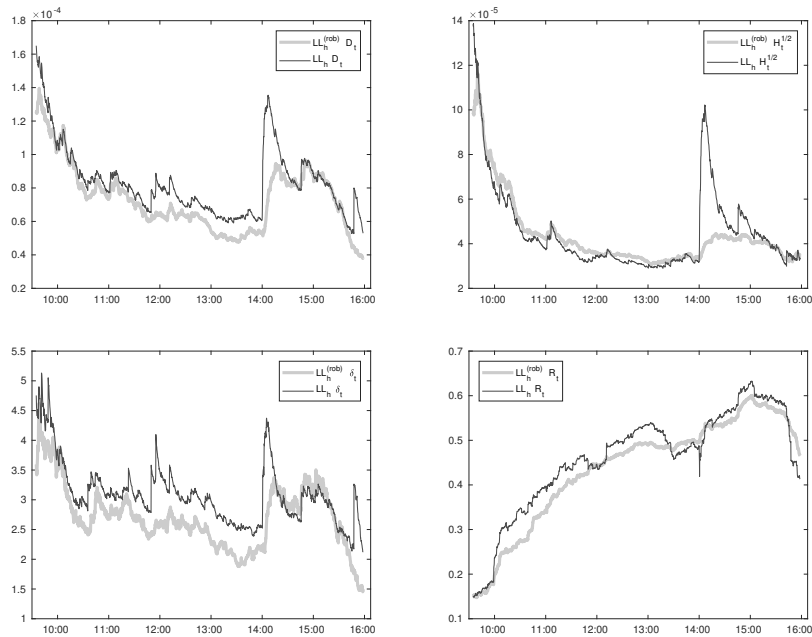 1.8 ×10⁻⁴
1.6
1.4
1.2
1
0.8
0.6
0.4
0.2
LL_h^(rob) D_t
LL_h D_t
10:00 11:00 12:00 13:00 14:00 15:00 16:00
14 ×10⁻⁵
12
10
8
6
4
2
LL_h^(rob) H_t^1/2
LL_h H_t^1/2
10:00 11:00 12:00 13:00 14:00 15:00 16:00
5.5
5
4.5
4
3.5
3
2.5
2
1.5
1
LL_h^(rob) δ_t
LL_h δ_t
10:00 11:00 12:00 13:00 14:00 15:00 16:00
0.7
0.6
0.5
0.4
0.3
0.2
0.1
LL_h^(rob) R_t
LL_h R_t
10:00 11:00 12:00 13:00 14:00 15:00 16:00